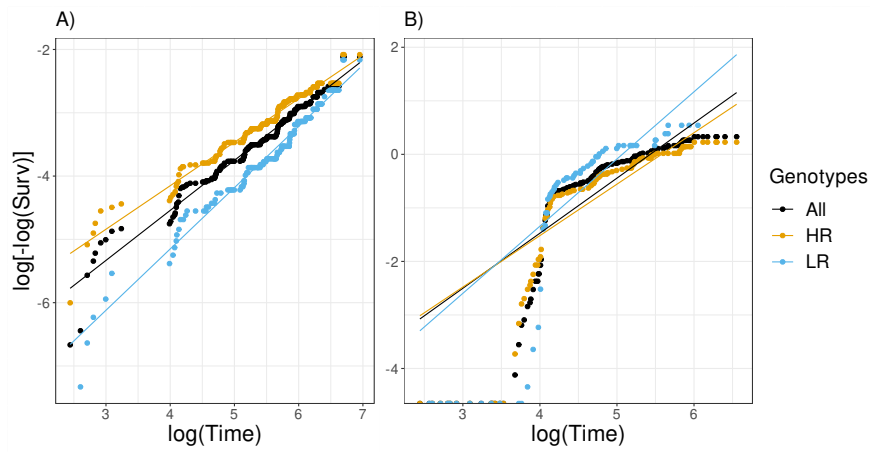 A)
B)
log[-log(Surv)]
-2
-4
-6
3
4
5
6
7
log(Time)
2
0
-2
-4
3
4
5
6
log(Time)
Genotypes
All
HR
LR